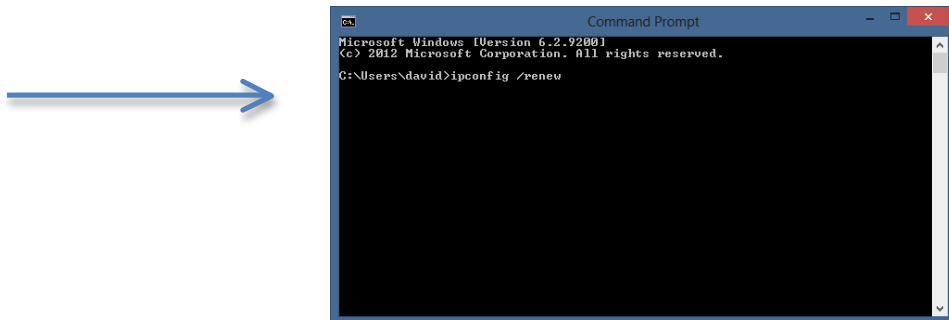 Command Prompt
Microsoft Windows [Version 6.2.9200]
(c) 2012 Microsoft Corporation. All rights reserved.
C:\Users\david>ipconfig /renew